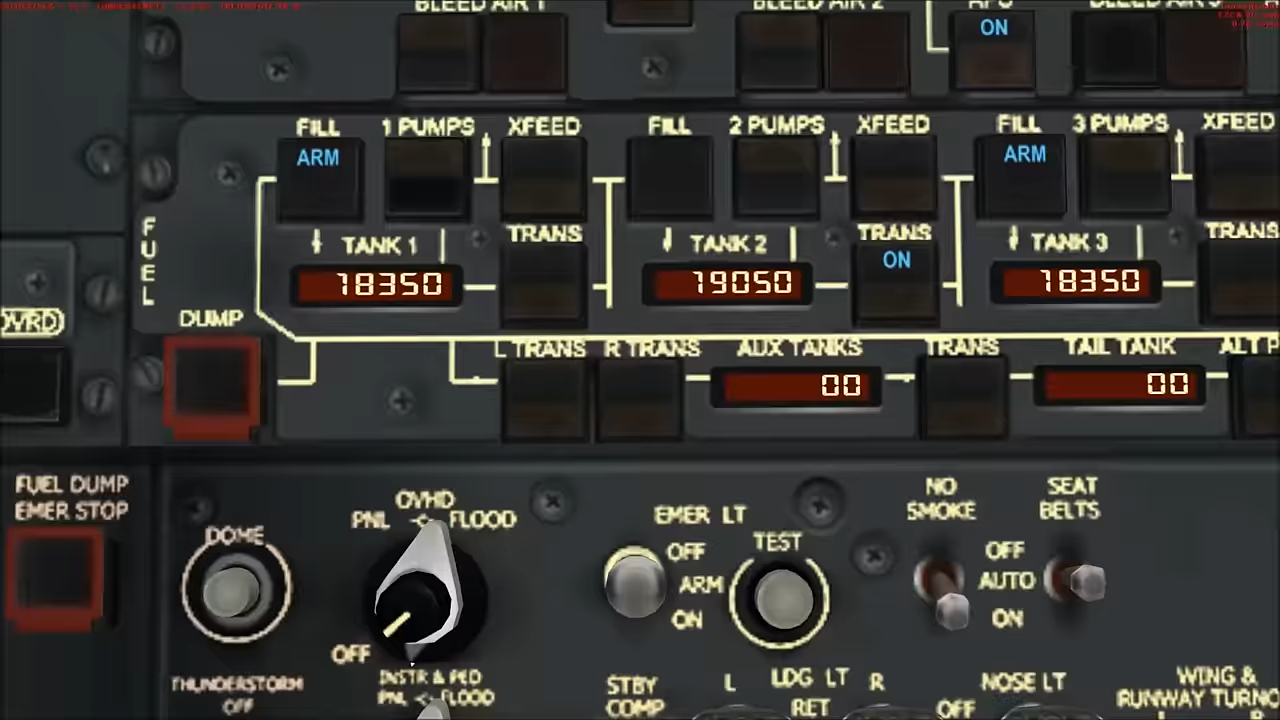 BLEED AIR 1
BLEED AIR 2
APU
ON
FILL
1 PUMPS
XFEED
FILL
2 PUMPS
XFEED
FILL
3 PUMPS
XFEED
ARM
ARM
FUEL
TANK 1
TRANS
TANK 2
TRANS
TANK 3
TRANS
18350
19050
ON
18350
OVRD
DUMP
L TRANS
R TRANS
AUX TANKS
TRANS
TAIL TANK
00
00
FUEL DUMP
EMER STOP
OVHD
PNL <-> FLOOD
EMER LT
NO
SMOKE
SEAT
BELTS
DOME
OFF
ARM
ON
TEST
OFF
AUTO
ON
OFF
THUNDERSTORM
OFF
INSTR & PED
PNL <-> FLOOD
STBY
COMP
L
LDG LT
RET
R
NOSE LT
OFF
WING &